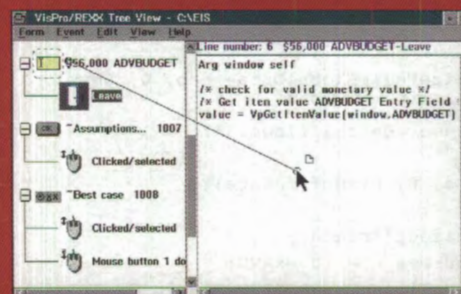 VisPro/REXX Tree View - C:\EIS
Form Event Edit View Help
$56,000 ADVBUDGET
Leave
OK ~Assumptions... 1007
Clicked/selected
~Best case 1008
Clicked/selected
Mouse button 1 do
Line number: 6 $56,000 ADVBUDGET-Leave
Arg window self
/* check for valid monetary value */
/* Get item value ADVBUDGET Entry Field
value = VpGetItemValue(window.ADVBUDGET)